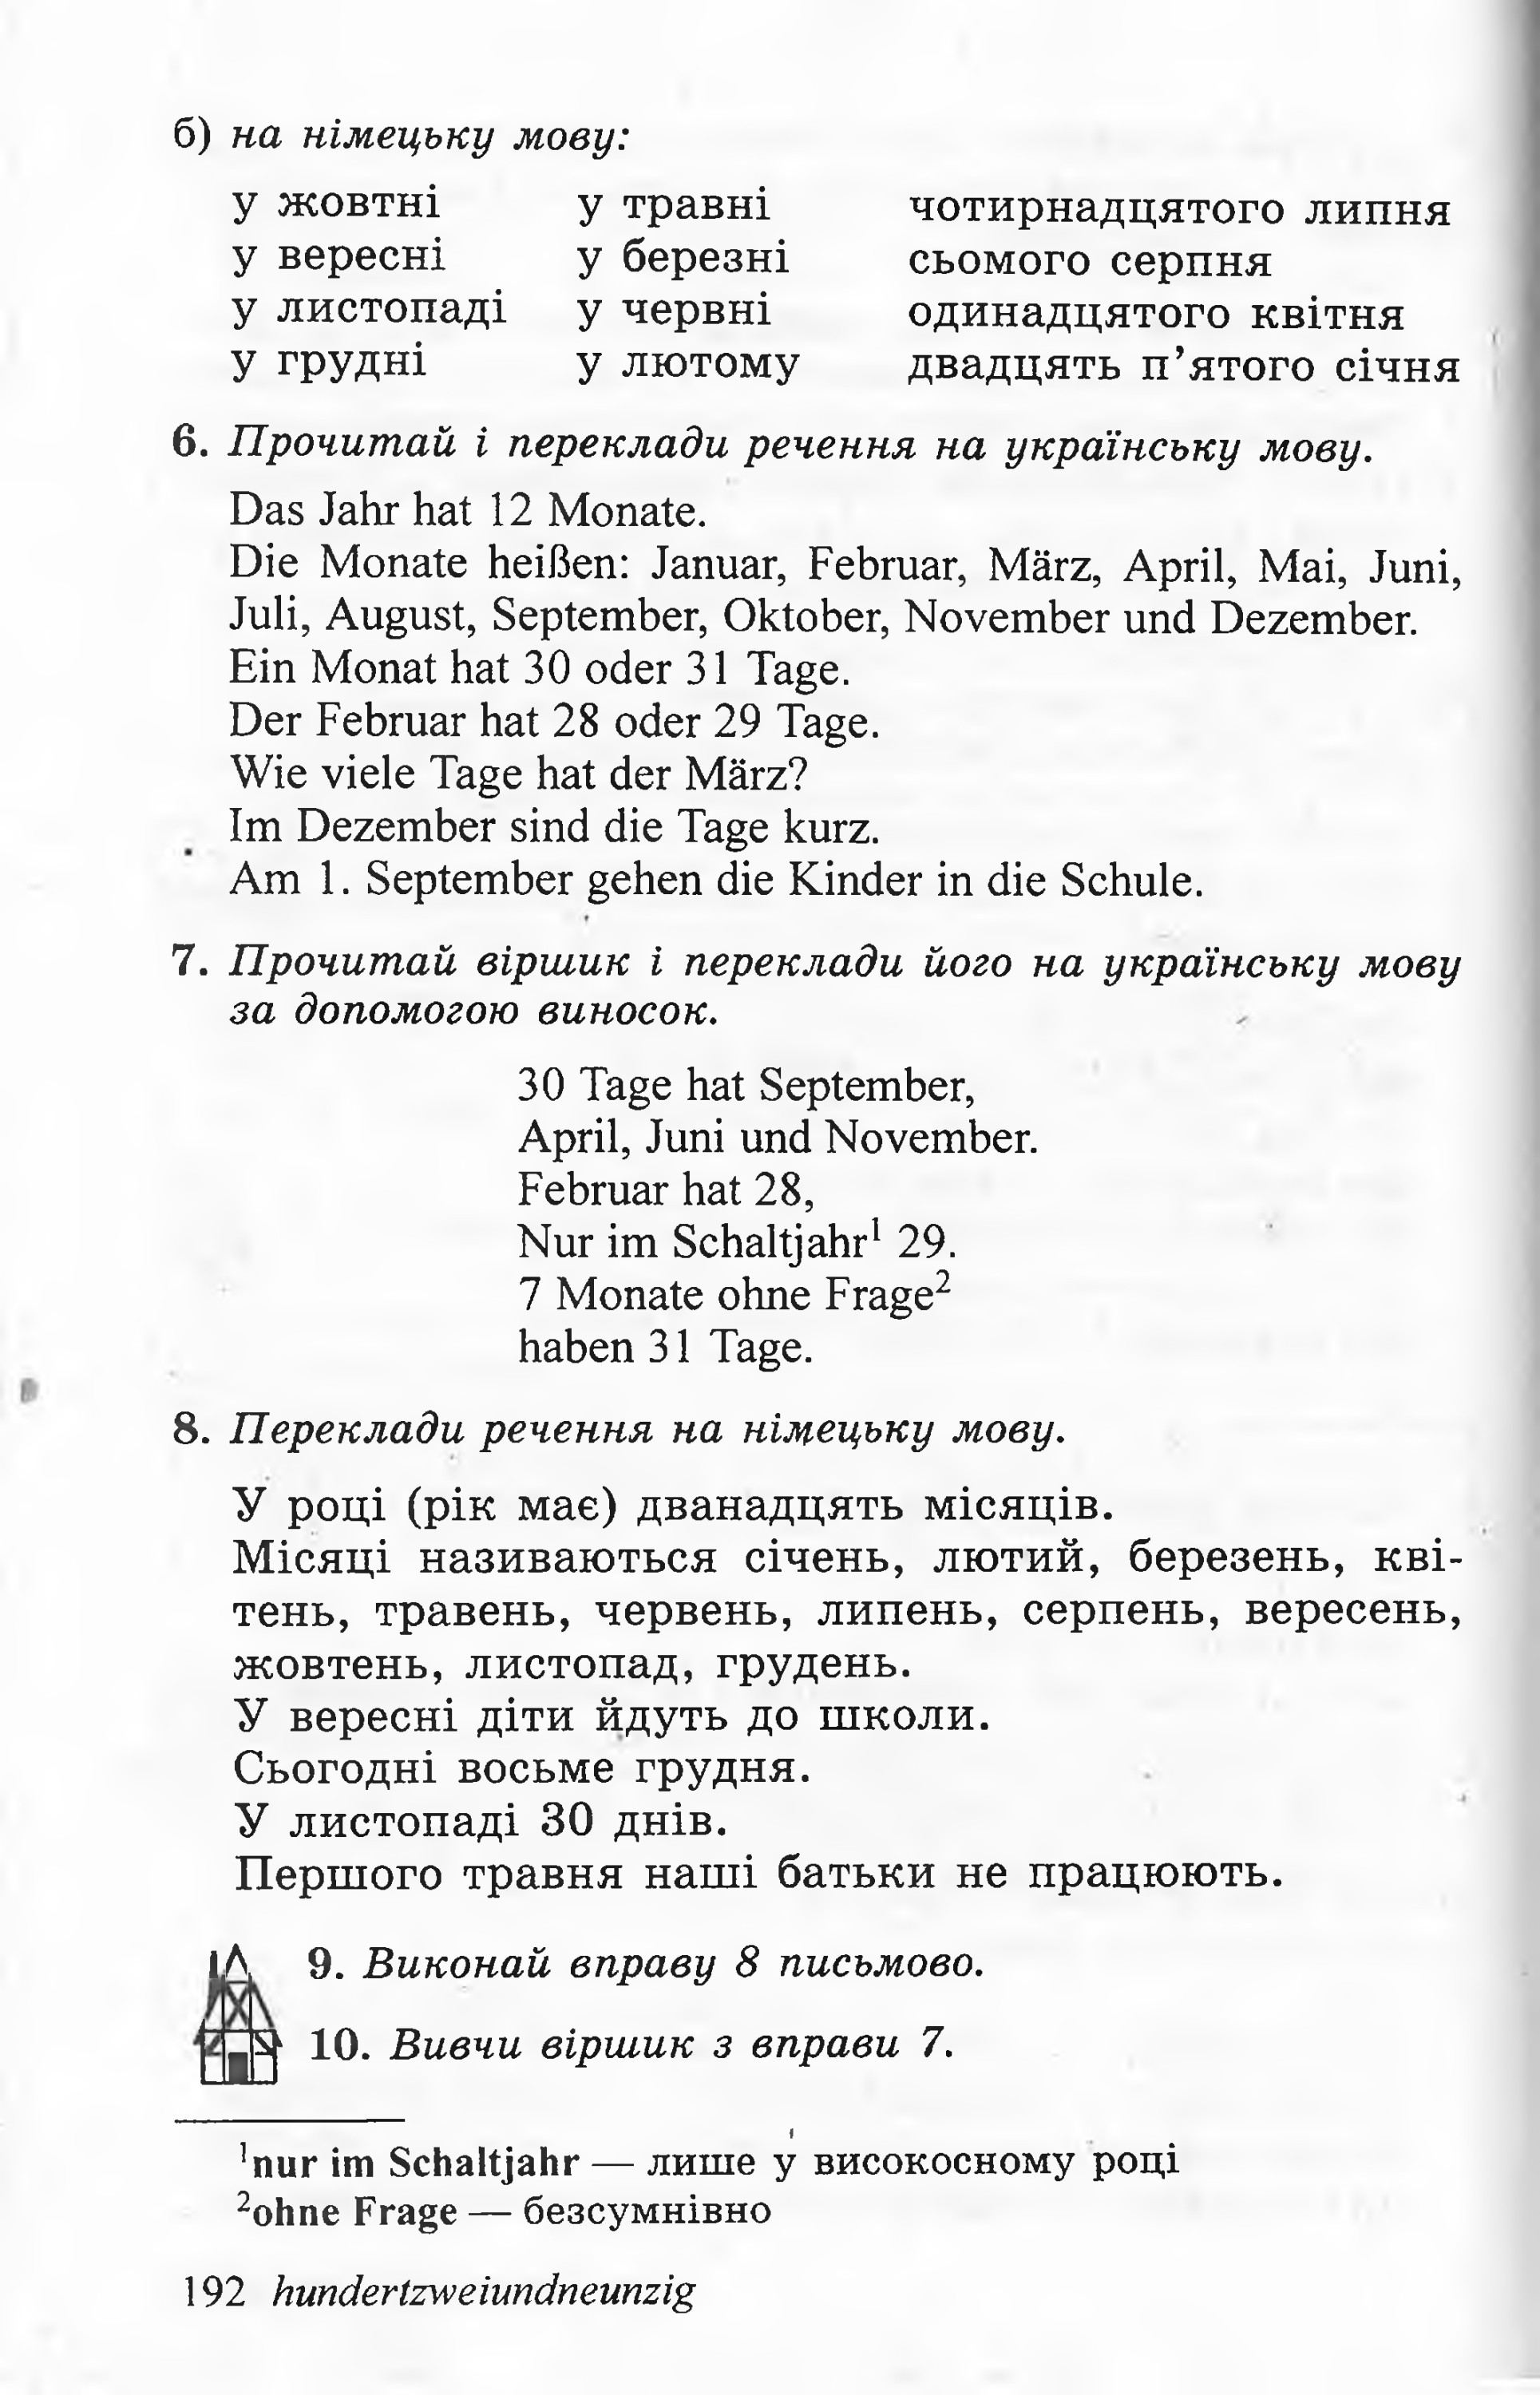 б) на німецьку мову:
у жовтні у травні чотирнадцятого липня
у вересні у березні сьомого серпня
у листопаді у червні одинадцятого квітня
у грудні у лютому двадцять п’ятого січня
6. Прочитай і переклади речення на українську мову.
Das Jahr hat 12 Monate.
Die Monate heißen: Januar, Februar, März, April, Mai, Juni,
Juli, August, September, Oktober, November und Dezember.
Ein Monat hat 30 oder 31 Tage.
Der Februar hat 28 oder 29 Tage.
Wie viele Tage hat der März?
Im Dezember sind die Tage kurz.
Am 1. September gehen die Kinder in die Schule.
7. Прочитай віршик і переклади його на українську мову
за допомогою виносок.
30 Tage hat September,
April, Juni und November.
Februar hat 28,
Nur im Schaltjahr¹ 29.
7 Monate ohne Frage²
haben 31 Tage.
8. Переклади речення на німецьку мову.
У році (рік має) дванадцять місяців.
Місяці називаються січень, лютий, березень, кві-
тень, травень, червень, липень, серпень, вересень,
жовтень, листопад, грудень.
У вересні діти йдуть до школи.
Сьогодні восьме грудня.
У листопаді 30 днів.
Першого травня наші батьки не працюють.
9. Виконай вправу 8 письмово.
10. Вивчи віршик з вправи 7.
¹nur im Schaltjahr — лише у високосному році
²ohne Frage — безсумнівно
192 hundertzweiundneunzig